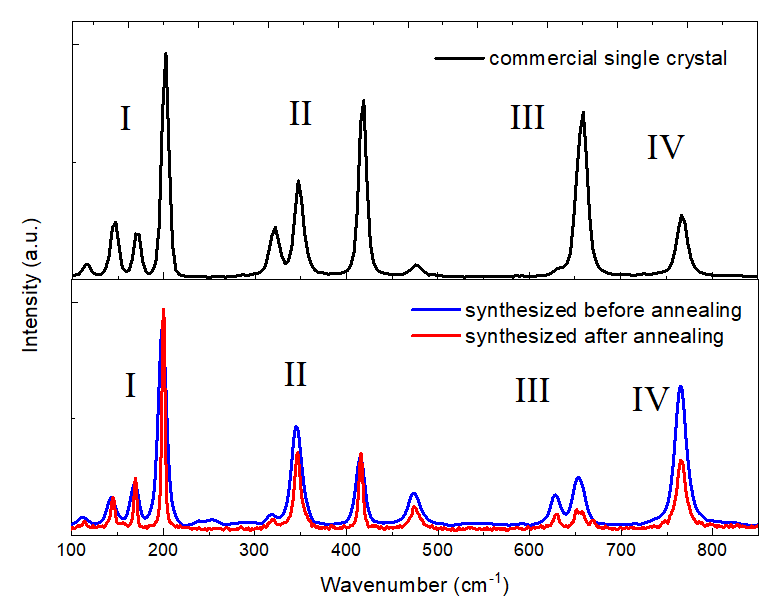 commercial single crystal
I
II
III
IV
Intensity (a.u.)
synthesized before annealing
synthesized after annealing
I
II
III
IV
100 200 300 400 500 600 700 800
Wavenumber (cm⁻¹)